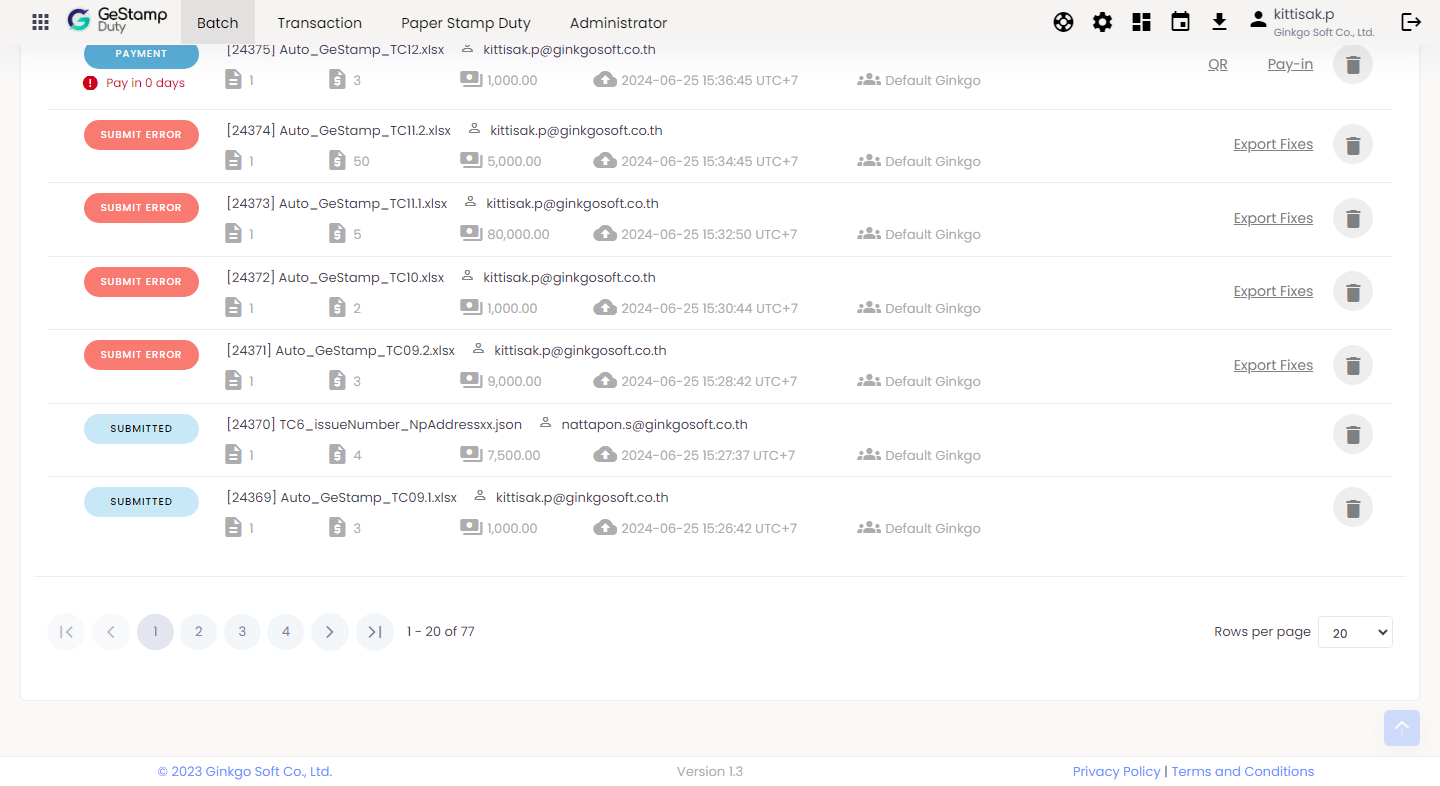 GeStamp
Duty
Batch
Transaction
Paper Stamp Duty
Administrator
kittisak.p
Ginkgo Soft Co., Ltd.
PAYMENT
[24375] Auto_GeStamp_TC12.xlsx kittisak.p@ginkgosoft.co.th
Pay in 0 days
1 3 1,000.00 2024-06-25 15:36:45 UTC+7 Default Ginkgo
QR Pay-in
SUBMIT ERROR
[24374] Auto_GeStamp_TC11.2.xlsx kittisak.p@ginkgosoft.co.th
1 50 5,000.00 2024-06-25 15:34:45 UTC+7 Default Ginkgo
Export Fixes
SUBMIT ERROR
[24373] Auto_GeStamp_TC11.1.xlsx kittisak.p@ginkgosoft.co.th
1 5 80,000.00 2024-06-25 15:32:50 UTC+7 Default Ginkgo
Export Fixes
SUBMIT ERROR
[24372] Auto_GeStamp_TC10.xlsx kittisak.p@ginkgosoft.co.th
1 2 1,000.00 2024-06-25 15:30:44 UTC+7 Default Ginkgo
Export Fixes
SUBMIT ERROR
[24371] Auto_GeStamp_TC09.2.xlsx kittisak.p@ginkgosoft.co.th
1 3 9,000.00 2024-06-25 15:28:42 UTC+7 Default Ginkgo
Export Fixes
SUBMITTED
[24370] TC6_issueNumber_NpAddressxx.json nattapon.s@ginkgosoft.co.th
1 4 7,500.00 2024-06-25 15:27:37 UTC+7 Default Ginkgo
SUBMITTED
[24369] Auto_GeStamp_TC09.1.xlsx kittisak.p@ginkgosoft.co.th
1 3 1,000.00 2024-06-25 15:26:42 UTC+7 Default Ginkgo
1 2 3 4 1 - 20 of 77
Rows per page 20
© 2023 Ginkgo Soft Co., Ltd.
Version 1.3
Privacy Policy | Terms and Conditions